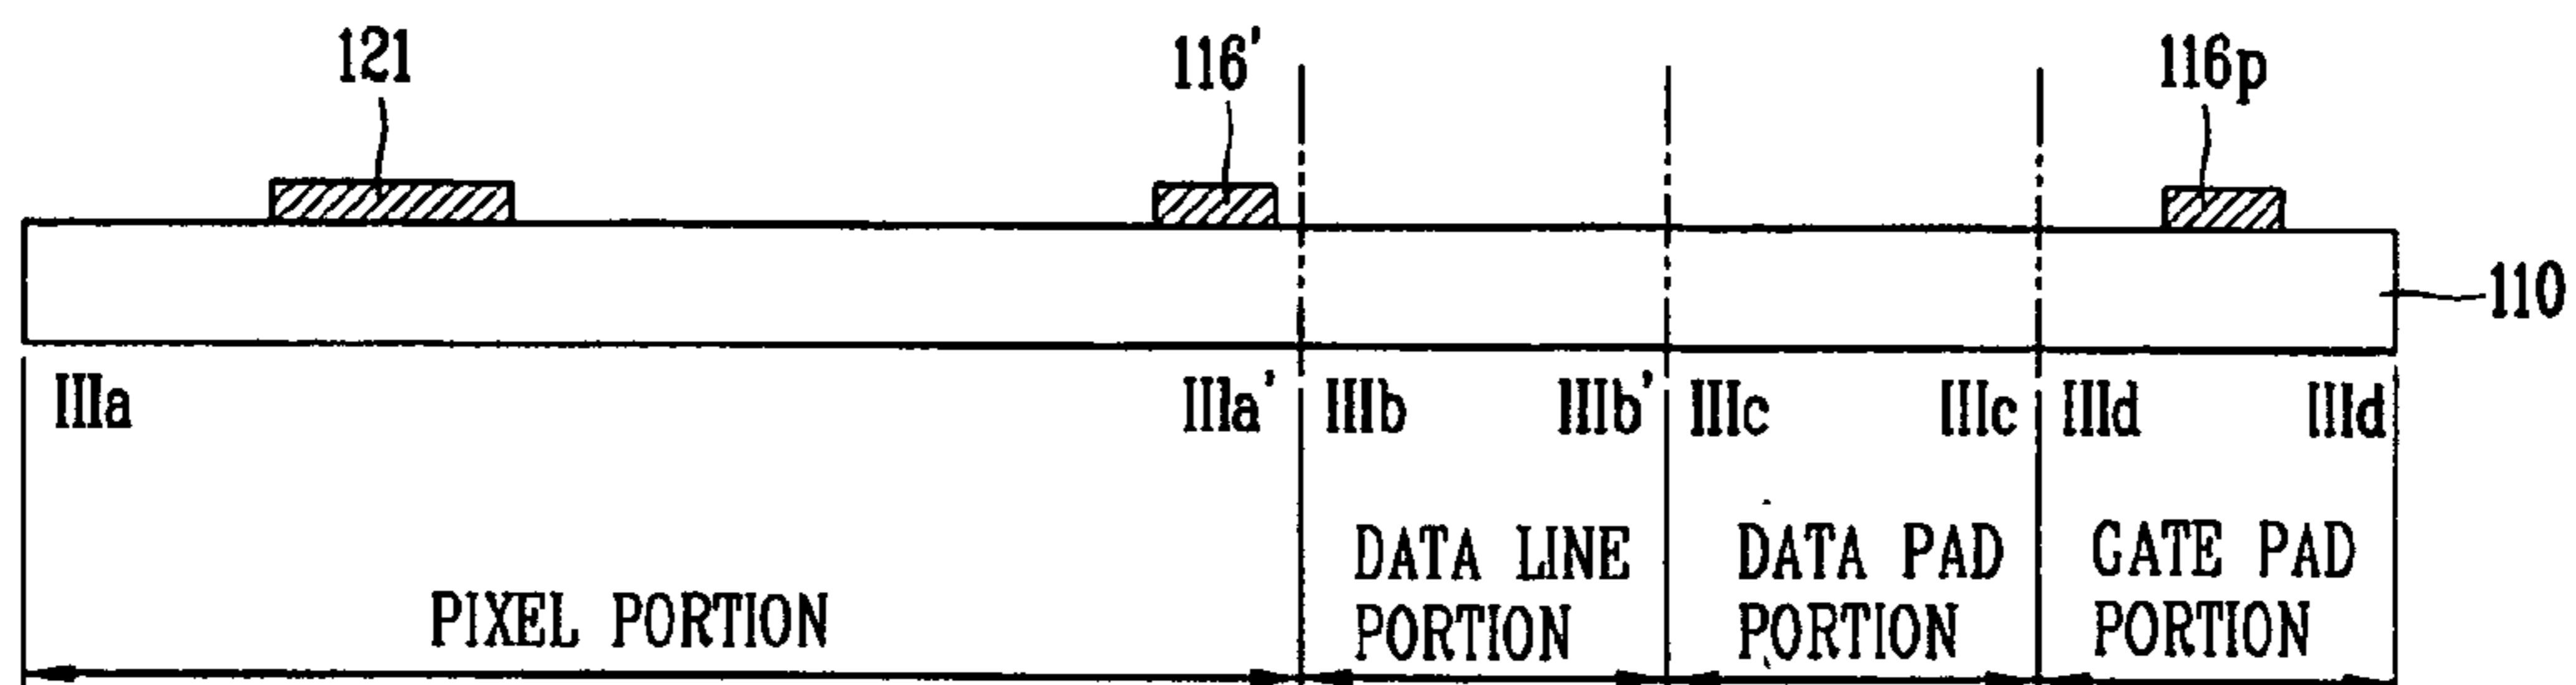 121
116'
116p
110
IIIa IIIa' IIIb IIIb' IIIc IIIc IIId IIId
PIXEL PORTION
DATA LINE
PORTION
DATA PAD
PORTION
GATE PAD
PORTION